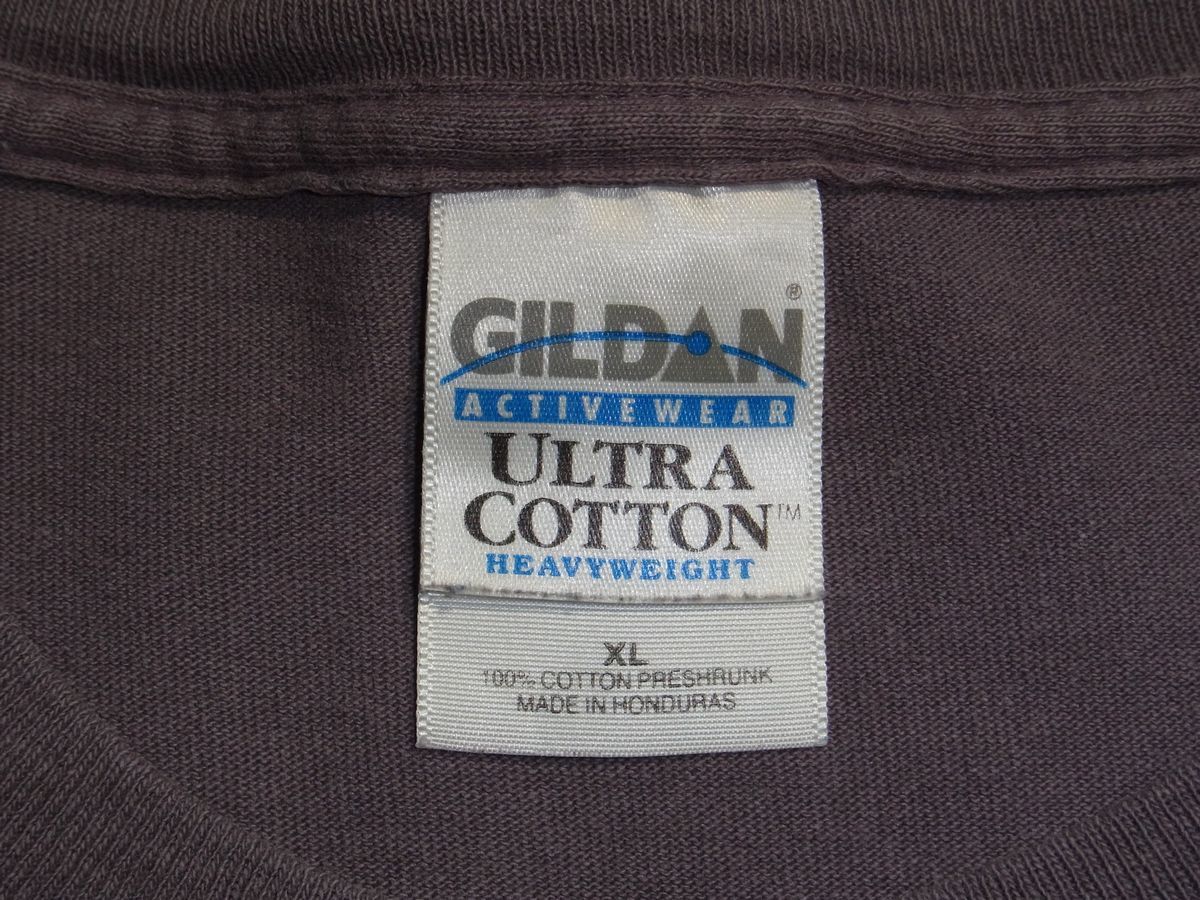 GILDAN®
ACTIVEWEAR
ULTRA
COTTON™
HEAVYWEIGHT
XL
100% COTTON PRESHRUNK
MADE IN HONDURAS